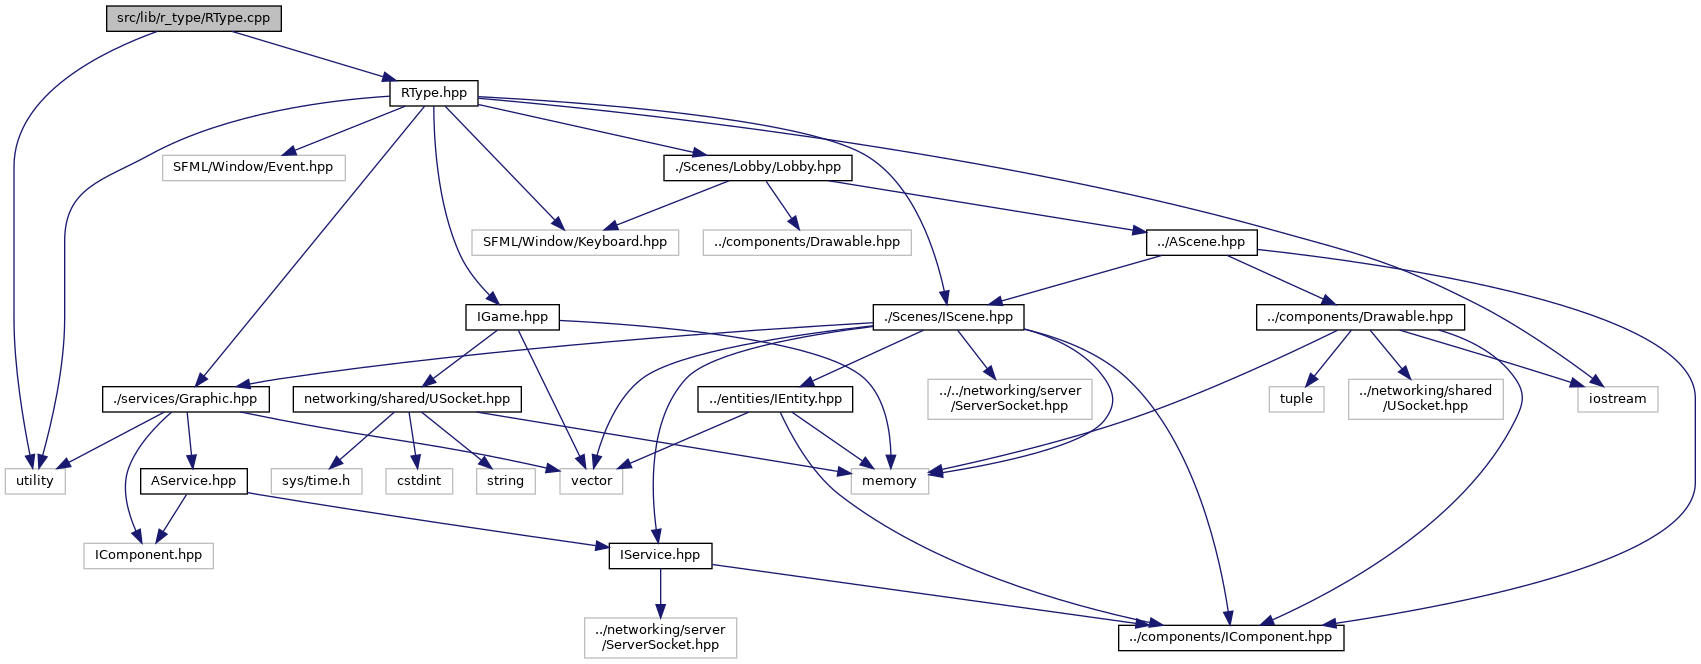 src/lib/r_type/RType.cpp
RType.hpp
SFML/Window/Event.hpp
./Scenes/Lobby/Lobby.hpp
SFML/Window/Keyboard.hpp
../components/Drawable.hpp
../AScene.hpp
IGame.hpp
./Scenes/IScene.hpp
../components/Drawable.hpp
./services/Graphic.hpp
networking/shared/USocket.hpp
../entities/IEntity.hpp
../../networking/server
/ServerSocket.hpp
tuple
../networking/shared
/USocket.hpp
iostream
utility
AService.hpp
sys/time.h
cstdint
string
vector
memory
IComponent.hpp
IService.hpp
../networking/server
/ServerSocket.hpp
../components/IComponent.hpp